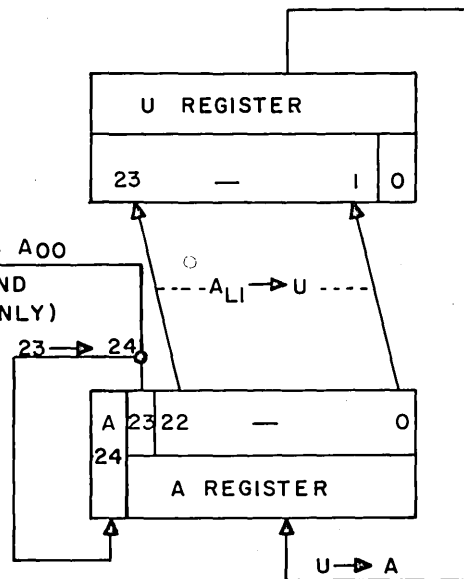 U REGISTER
23 — 1 0
A00
ND
A L1 → U
NLY)
23 → 24
A 23 22 — 0
24
A REGISTER
U → A